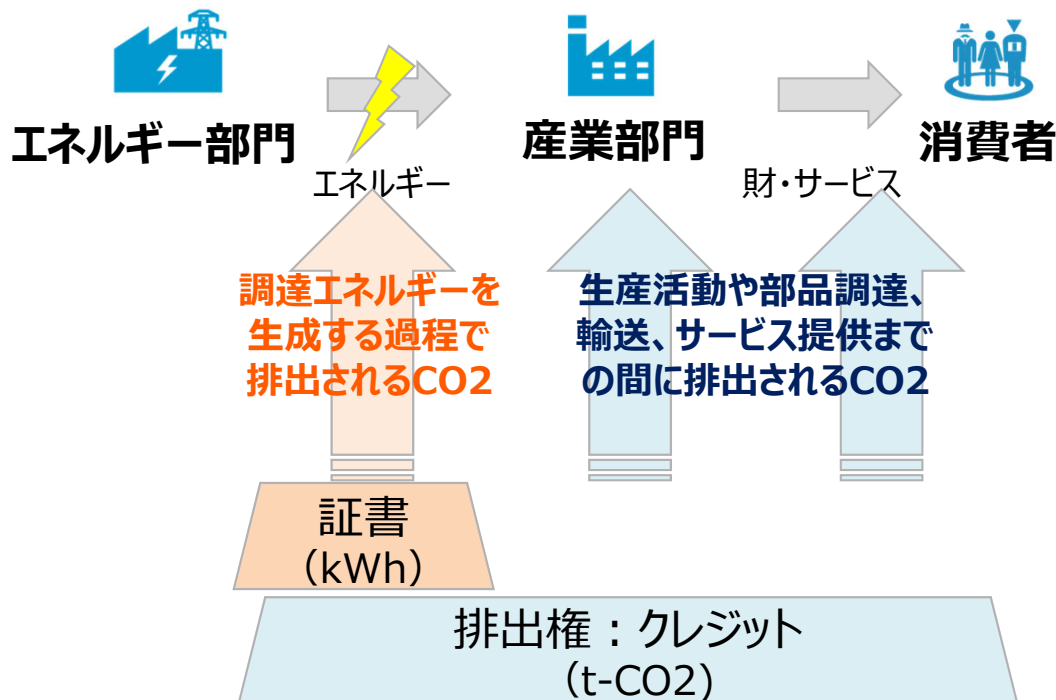 エネルギー部門
産業部門
消費者
エネルギー
財・サービス
調達エネルギーを
生成する過程で
排出されるCO2
生産活動や部品調達、
輸送、サービス提供まで
の間に排出されるCO2
証書
(kWh)
排出権：クレジット
(t-CO2)